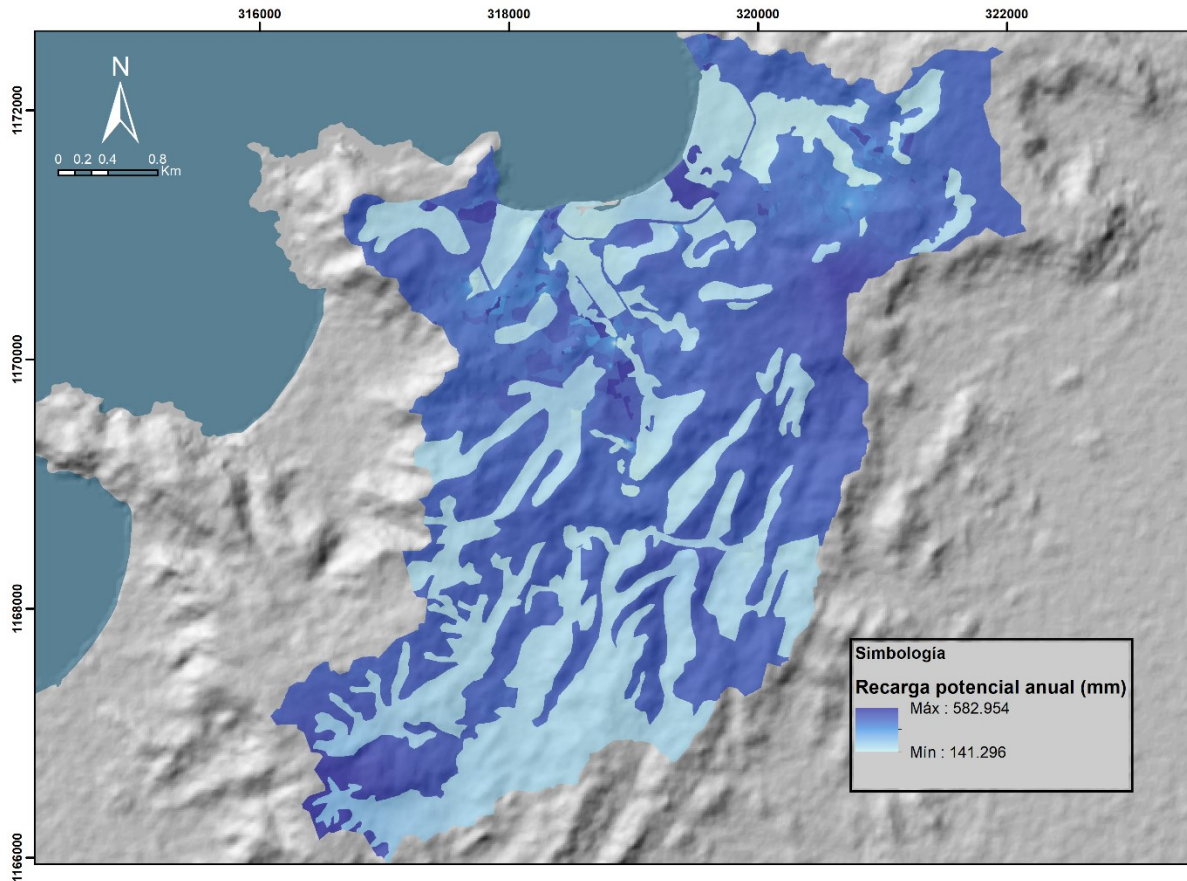 316000 318000 320000 322000
N
1172000
0 0.2 0.4 0.8
Km
1170000
1168000
Simbología
Recarga potencial anual (mm)
Máx : 582.954
Mín : 141.296
1166000